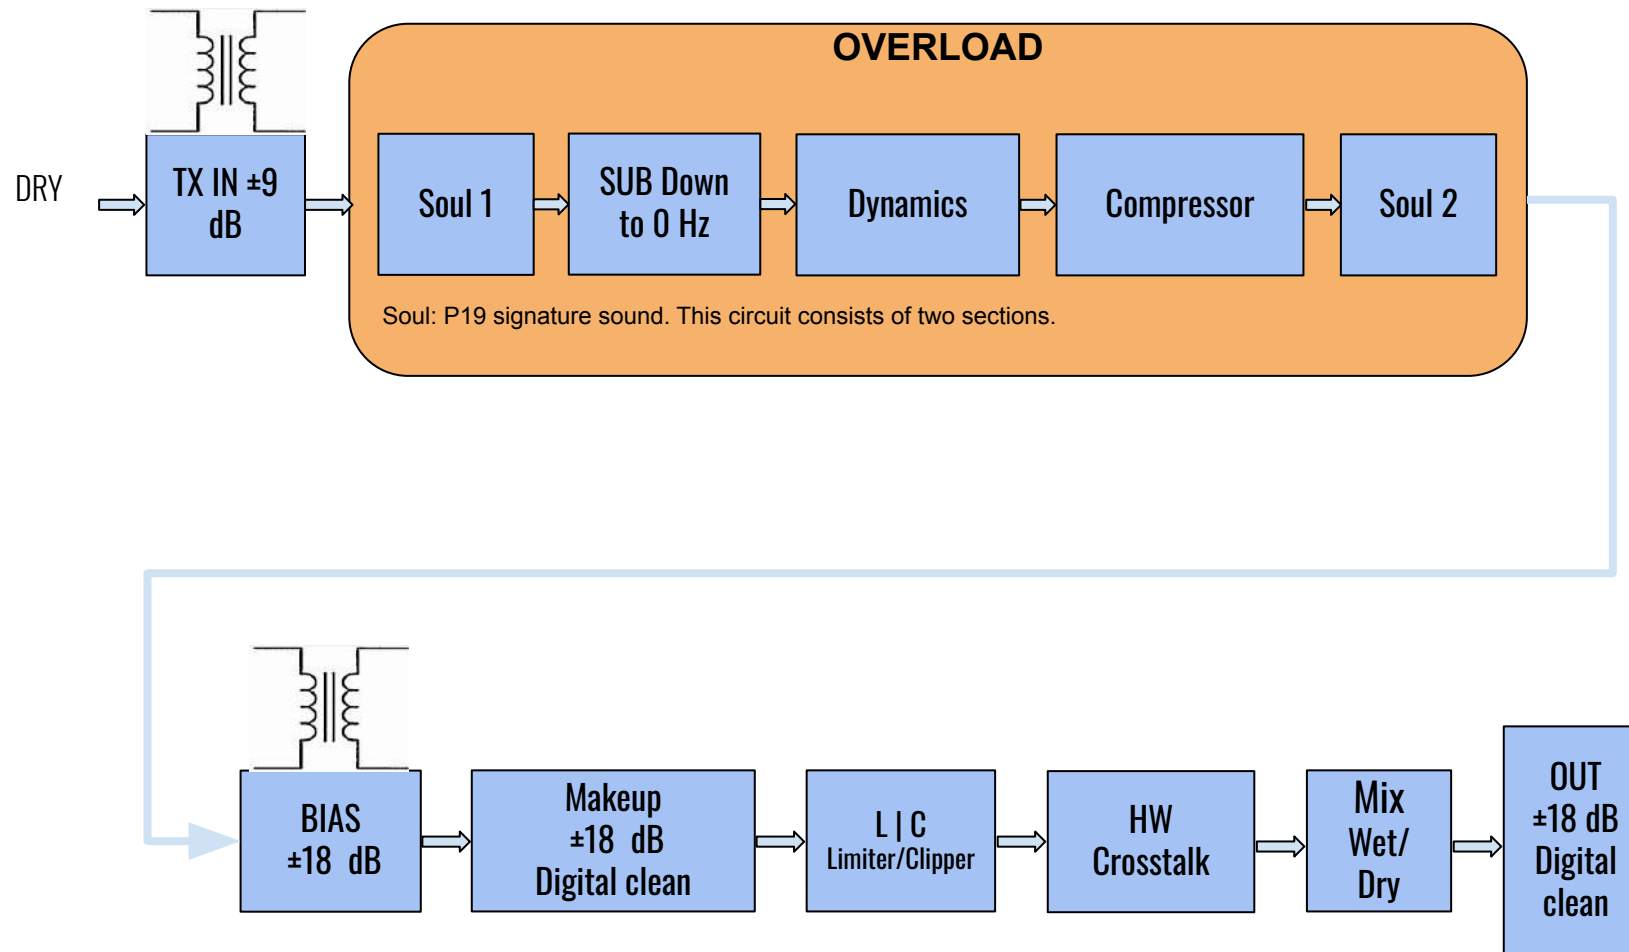 OVERLOAD
DRY
TX IN ±9
dB
Soul 1
SUB Down
to 0 Hz
Dynamics
Compressor
Soul 2
Soul: P19 signature sound. This circuit consists of two sections.
BIAS
±18 dB
Makeup
±18 dB
Digital clean
L | C
Limiter/Clipper
HW
Crosstalk
Mix
Wet/
Dry
OUT
±18 dB
Digital
clean